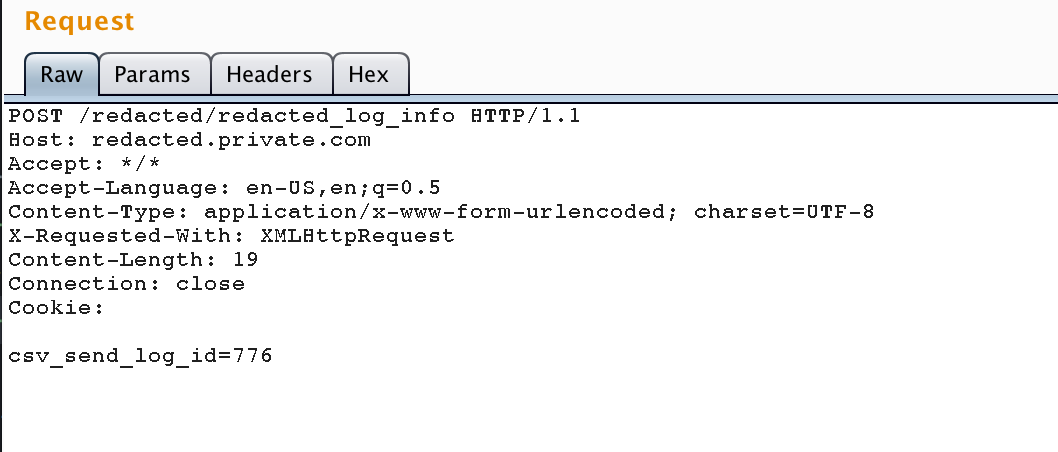 Request
Raw Params Headers Hex
POST /redacted/redacted_log_info HTTP/1.1
Host: redacted.private.com
Accept: */*
Accept-Language: en-US,en;q=0.5
Content-Type: application/x-www-form-urlencoded; charset=UTF-8
X-Requested-With: XMLHttpRequest
Content-Length: 19
Connection: close
Cookie:
csv_send_log_id=776